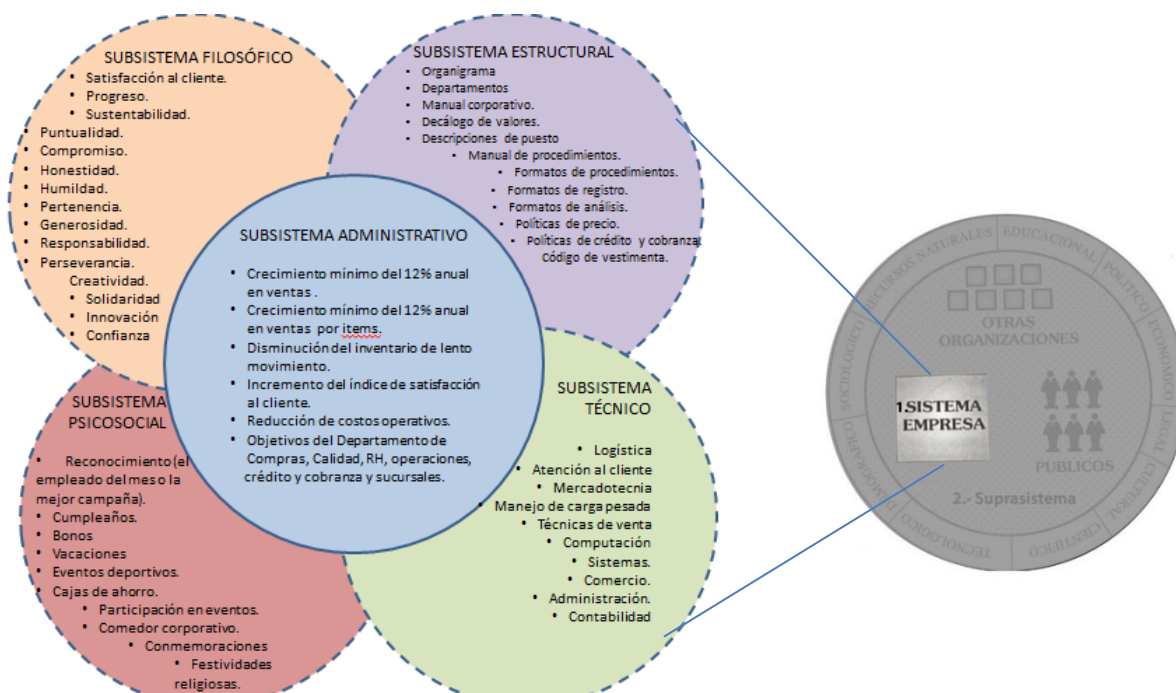 SUBSISTEMA FILOSÓFICO
• Satisfacción al cliente.
• Progreso.
• Sustentabilidad.
• Puntualidad.
• Compromiso.
• Honestidad.
• Humildad.
• Pertenencia.
• Generosidad.
• Responsabilidad.
• Perseverancia.
Creatividad.
• Solidaridad
• Innovación
• Confianza
SUBSISTEMA ESTRUCTURAL
• Organigrama
• Departamentos
• Manual corporativo.
• Decálogo de valores.
• Descripciones de puesto
• Manual de procedimientos.
• Formatos de procedimientos.
• Formatos de registro.
• Formatos de análisis.
• Políticas de precio.
• Políticas de crédito y cobranza.
Código de vestimenta.
SUBSISTEMA ADMINISTRATIVO
• Crecimiento mínimo del 12% anual
en ventas .
• Crecimiento mínimo del 12% anual
en ventas por items.
• Disminución del inventario de lento
movimiento.
• Incremento del índice de satisfacción
al cliente.
• Reducción de costos operativos.
• Objetivos del Departamento de
Compras, Calidad, RH, operaciones,
crédito y cobranza y sucursales.
SUBSISTEMA
PSICOSOCIAL
• Reconocimiento (el
empleado del mes o la
mejor campaña).
• Cumpleaños.
• Bonos
• Vacaciones
• Eventos deportivos.
• Cajas de ahorro.
• Participación en eventos.
• Comedor corporativo.
• Conmemoraciones
• Festividades
religiosas.
SUBSISTEMA
TÉCNICO
• Logística
• Atención al cliente
• Mercadotecnia
• Manejo de carga pesada
• Técnicas de venta
• Computación
• Sistemas.
• Comercio.
• Administración.
• Contabilidad
RECURSOS NATURALES
EDUCACIONAL
POLITICO
ECONOMICO
LEGAL
CULTURAL
CIENTIFICO
TECNOLOGICO
DEMOGRAFICO
SOCIOLOGICO
OTRAS
ORGANIZACIONES
1.SISTEMA
EMPRESA
PUBLICOS
2.- Suprasistema